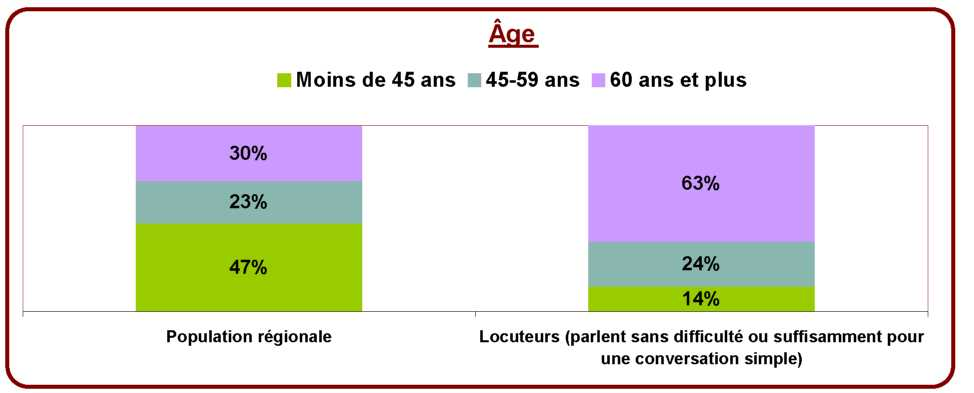 Âge
Moins de 45 ans 45-59 ans 60 ans et plus
30%
23%
47%
63%
24%
14%
Population régionale
Locuteurs (parlent sans difficulté ou suffisamment pour
une conversation simple)